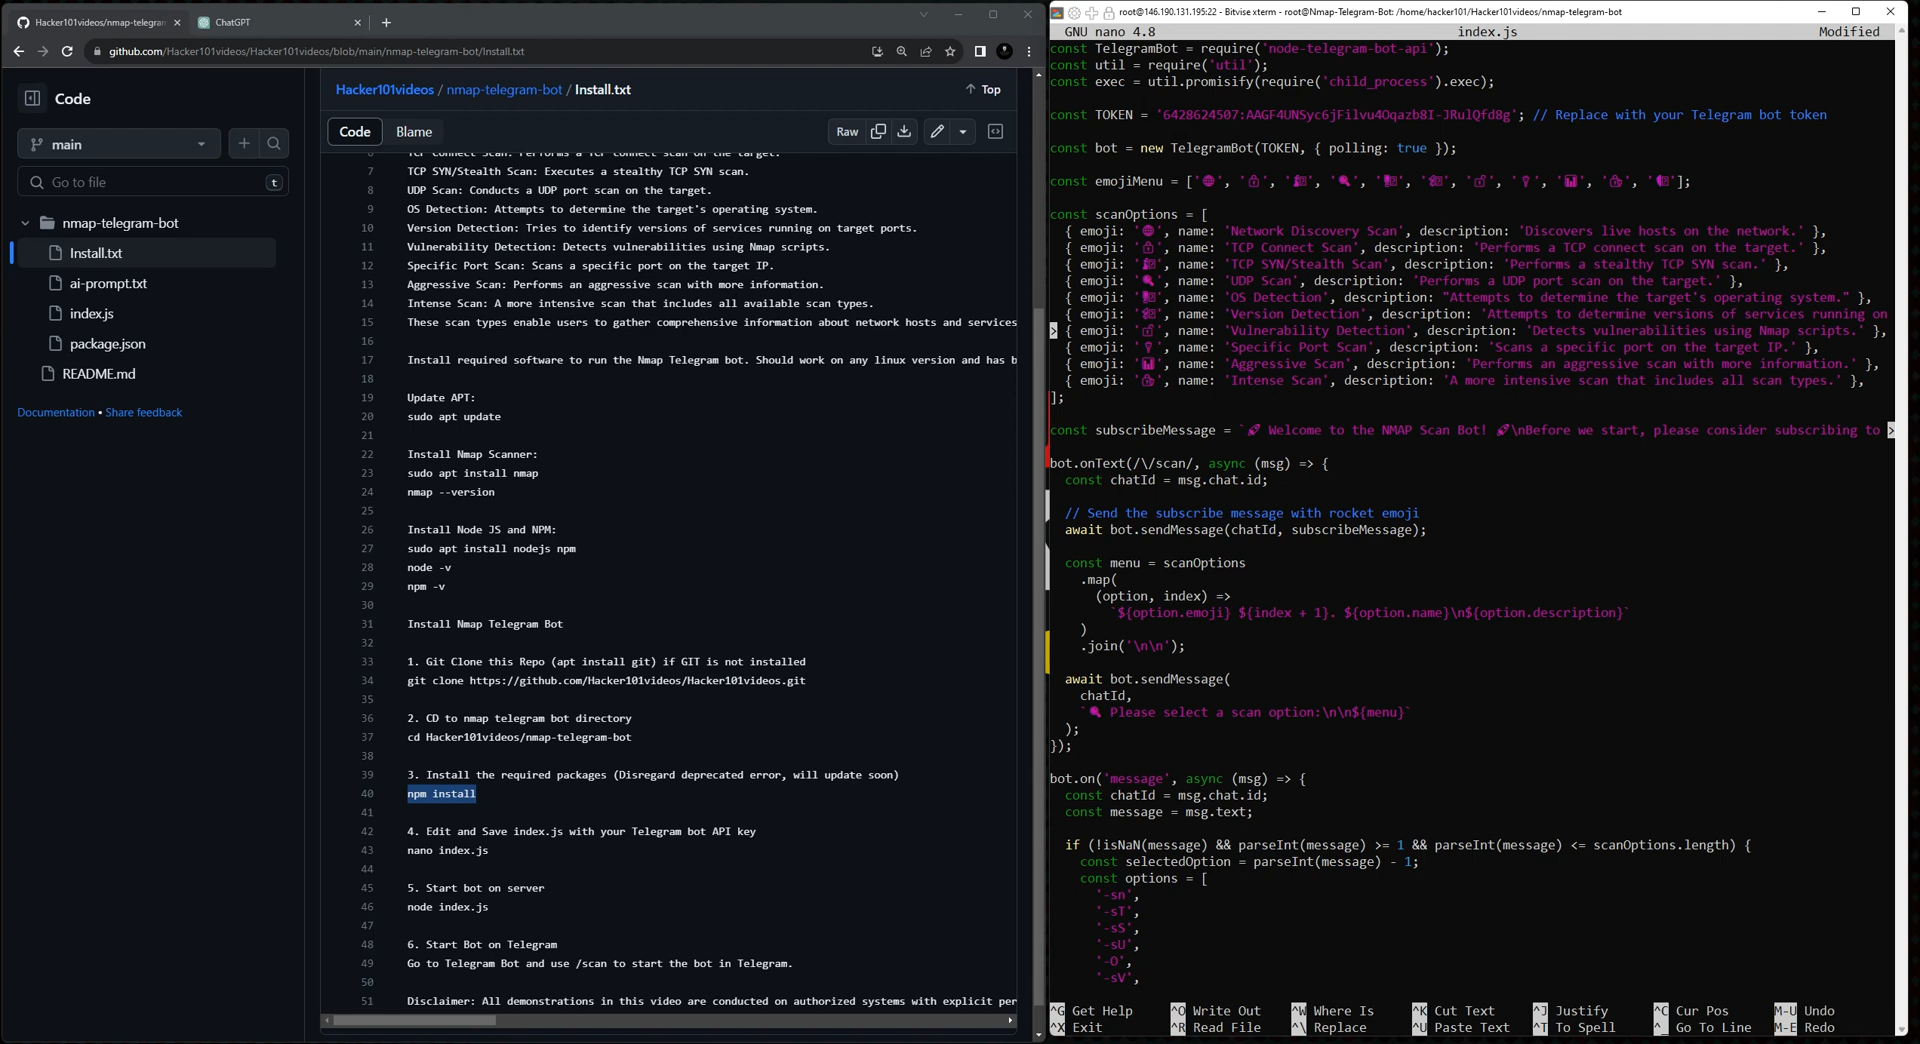 Hacker101videos/nmap-telegram
ChatGPT
github.com/Hacker101videos/Hacker101videos/blob/main/nmap-telegram-bot/Install.txt
Code
main
Go to file
t
nmap-telegram-bot
Install.txt
ai-prompt.txt
index.js
package.json
README.md
Documentation • Share feedback
Hacker101videos / nmap-telegram-bot / Install.txt
Top
Code
Blame
Raw
TCP Connect Scan: Performs a TCP connect scan on the target.
7 TCP SYN/Stealth Scan: Executes a stealthy TCP SYN scan.
8 UDP Scan: Conducts a UDP port scan on the target.
9 OS Detection: Attempts to determine the target's operating system.
10 Version Detection: Tries to identify versions of services running on target ports.
11 Vulnerability Detection: Detects vulnerabilities using Nmap scripts.
12 Specific Port Scan: Scans a specific port on the target IP.
13 Aggressive Scan: Performs an aggressive scan with more information.
14 Intense Scan: A more intensive scan that includes all available scan types.
15 These scan types enable users to gather comprehensive information about network hosts and services
16
17 Install required software to run the Nmap Telegram bot. Should work on any linux version and has b
18
19 Update APT:
20 sudo apt update
21
22 Install Nmap Scanner:
23 sudo apt install nmap
24 nmap --version
25
26 Install Node JS and NPM:
27 sudo apt install nodejs npm
28 node -v
29 npm -v
30
31 Install Nmap Telegram Bot
32
33 1. Git Clone this Repo (apt install git) if GIT is not installed
34 git clone https://github.com/Hacker101videos/Hacker101videos.git
35
36 2. CD to nmap telegram bot directory
37 cd Hacker101videos/nmap-telegram-bot
38
39 3. Install the required packages (Disregard deprecated error, will update soon)
40 npm install
41
42 4. Edit and Save index.js with your Telegram bot API key
43 nano index.js
44
45 5. Start bot on server
46 node index.js
47
48 6. Start Bot on Telegram
49 Go to Telegram Bot and use /scan to start the bot in Telegram.
50
51 Disclaimer: All demonstrations in this video are conducted on authorized systems with explicit per
root@146.190.131.195:22 - Bitvise xterm - root@Nmap-Telegram-Bot: /home/hacker101/Hacker101videos/nmap-telegram-bot
GNU nano 4.8 index.js Modified
const TelegramBot = require('node-telegram-bot-api');
const util = require('util');
const exec = util.promisify(require('child_process').exec);
const TOKEN = '6428624507:AAGF4UNSyc6jFilvu4Oqazb8I-JRulQfd8g'; // Replace with your Telegram bot token
const bot = new TelegramBot(TOKEN, { polling: true });
const emojiMenu = ['🌐', '🔒', '', '🔍', '', '', '🔓', '💡', '📊', '🔐', ''];
const scanOptions = [
{ emoji: '🌐', name: 'Network Discovery Scan', description: 'Discovers live hosts on the network.' },
{ emoji: '🔒', name: 'TCP Connect Scan', description: 'Performs a TCP connect scan on the target.' },
{ emoji: '', name: 'TCP SYN/Stealth Scan', description: 'Performs a stealthy TCP SYN scan.' },
{ emoji: '🔍', name: 'UDP Scan', description: 'Performs a UDP port scan on the target.' },
{ emoji: '', name: 'OS Detection', description: "Attempts to determine the target's operating system." },
{ emoji: '', name: 'Version Detection', description: 'Attempts to determine versions of services running on
>
{ emoji: '🔓', name: 'Vulnerability Detection', description: 'Detects vulnerabilities using Nmap scripts.' },
{ emoji: '💡', name: 'Specific Port Scan', description: 'Scans a specific port on the target IP.' },
{ emoji: '📊', name: 'Aggressive Scan', description: 'Performs an aggressive scan with more information.' },
{ emoji: '🔐', name: 'Intense Scan', description: 'A more intensive scan that includes all scan types.' },
];
const subscribeMessage = `🚀 Welcome to the NMAP Scan Bot! 🚀\nBefore we start, please consider subscribing to >
bot.onText(/\/scan/, async (msg) => {
const chatId = msg.chat.id;
// Send the subscribe message with rocket emoji
await bot.sendMessage(chatId, subscribeMessage);
const menu = scanOptions
.map(
(option, index) =>
`${option.emoji} ${index + 1}. ${option.name}\n${option.description}`
)
.join('\n\n');
await bot.sendMessage(
chatId,
`🔍 Please select a scan option:\n\n${menu}`
);
});
bot.on('message', async (msg) => {
const chatId = msg.chat.id;
const message = msg.text;
if (!isNaN(message) && parseInt(message) >= 1 && parseInt(message) <= scanOptions.length) {
const selectedOption = parseInt(message) - 1;
const options = [
'-sn',
'-sT',
'-sS',
'-sU',
'-O',
'-sV',
^G Get Help ^O Write Out ^W Where Is ^K Cut Text ^J Justify ^C Cur Pos M-U Undo
^X Exit ^R Read File ^\ Replace ^U Paste Text ^T To Spell ^_ Go To Line M-E Redo